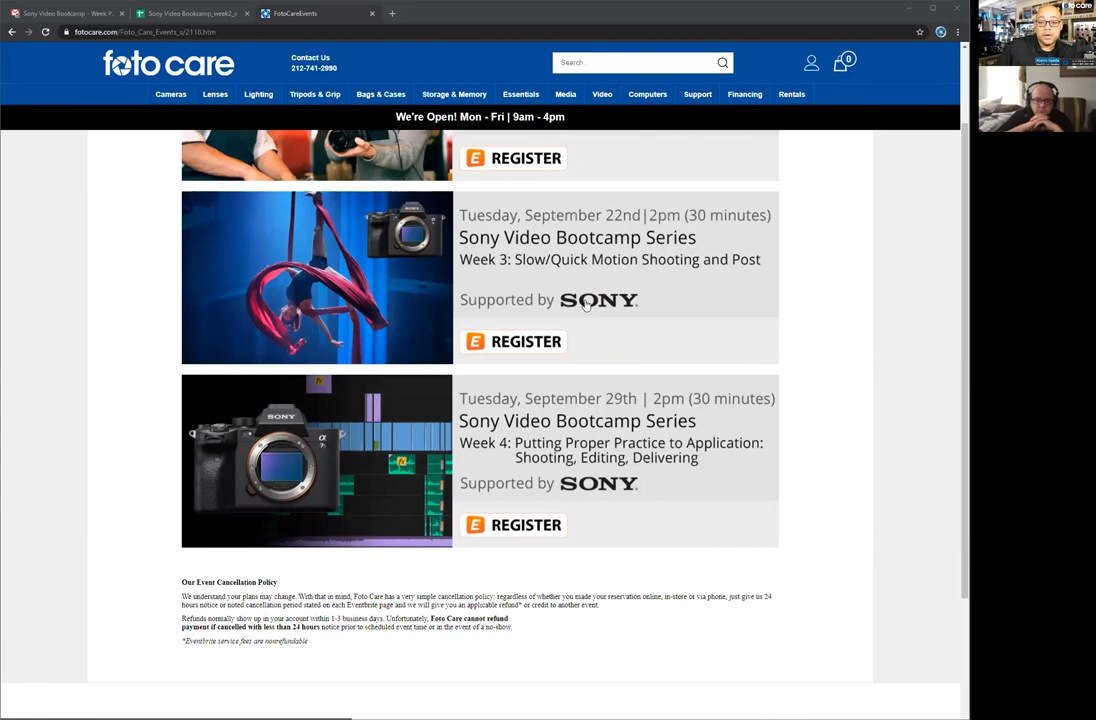 Sony Video Bootcamp - Week
Sony Video Bookcamp_week2_s
FotoCareEvents
fotocare.com/Foto_Care_Events_s/2118.htm
foto care
Contact Us
212-741-2990
Search...
0
Cameras Lenses Lighting Tripods & Grip Bags & Cases Storage & Memory Essentials Media Video Computers Support Financing Rentals
We're Open! Mon - Fri | 9am - 4pm
E REGISTER
SONY
Tuesday, September 22nd|2pm (30 minutes)
Sony Video Bootcamp Series
Week 3: Slow/Quick Motion Shooting and Post
Supported by SONY
E REGISTER
SONY
α
fx
fx
Tuesday, September 29th | 2pm (30 minutes)
Sony Video Bootcamp Series
Week 4: Putting Proper Practice to Application:
Shooting, Editing, Delivering
Supported by SONY
E REGISTER
Our Event Cancellation Policy
We understand your plans may change. With that in mind, Foto Care has a very simple cancellation policy: regardless of whether you made your reservation online, in-store or via phone, just give us 24
hours notice or noted cancellation period stated on each Eventbrite page and we will give you an applicable refund* or credit to another event.
Refunds normally show up in your account within 1-3 business days. Unfortunately, Foto Care cannot refund
payment if cancelled with less than 24 hours notice prior to scheduled event time or in the event of a no-show.
*Eventbrite service fees are nonrefundable
foto care